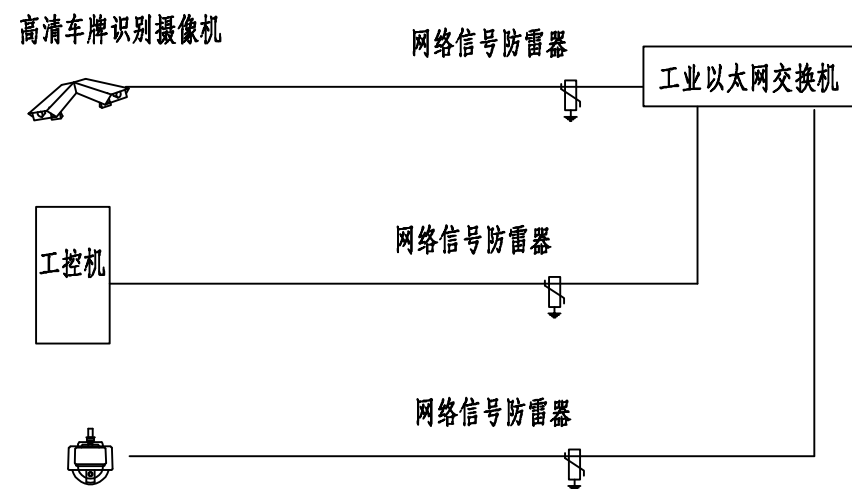 高清车牌识别摄像机
网络信号防雷器
工业以太网交换机
网络信号防雷器
工控机
网络信号防雷器